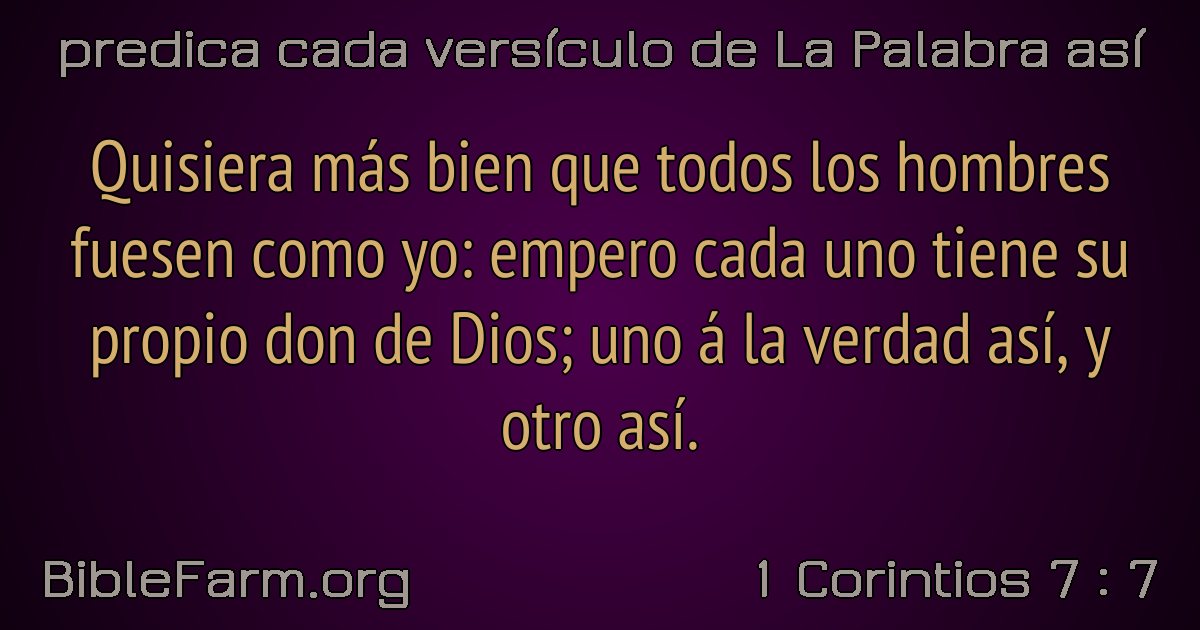 predica cada versículo de La Palabra así
Quisiera más bien que todos los hombres
fuesen como yo: empero cada uno tiene su
propio don de Dios; uno á la verdad así, y
otro así.
BibleFarm.org
1 Corintios 7 : 7